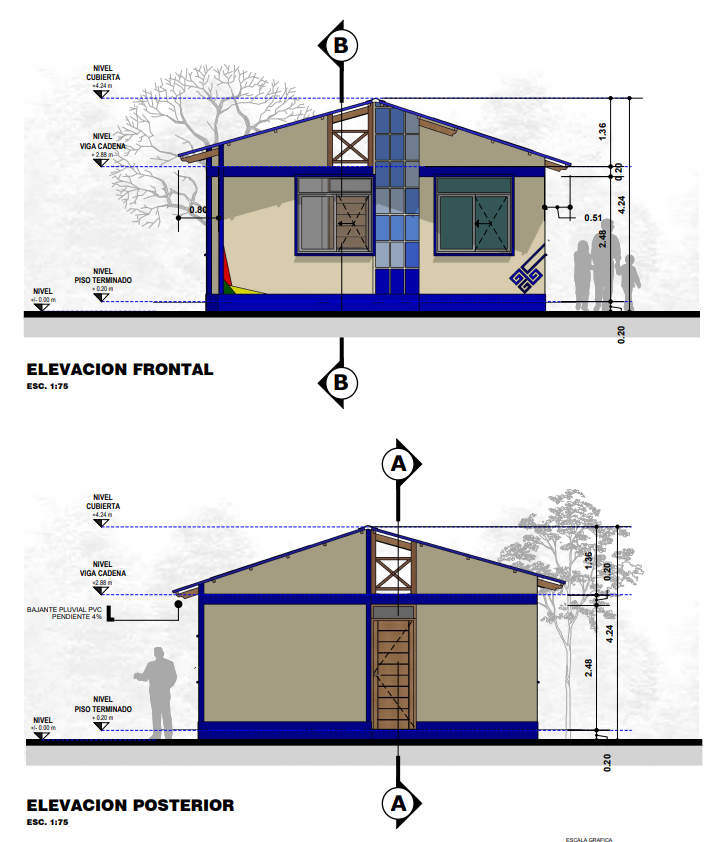 B
NIVEL
CUBIERTA
+4.24 m
NIVEL
VIGA CADENA
+ 2.88 m
0.80
NIVEL
PISO TERMINADO
+ 0.20 m
NIVEL
+/- 0.00 m
1.36
0.20
4.24
0.51
2.48
0.20
ELEVACION FRONTAL
ESC. 1:75
B
A
NIVEL
CUBIERTA
+4.24 m
NIVEL
VIGA CADENA
+2.88 m
BAJANTE PLUVIAL PVC
PENDIENTE 4%
NIVEL
PISO TERMINADO
+ 0.20 m
NIVEL
+/- 0.00 m
1.36
0.20
4.24
2.48
0.20
ELEVACION POSTERIOR
ESC. 1:75
A
ESCALA GRAFICA